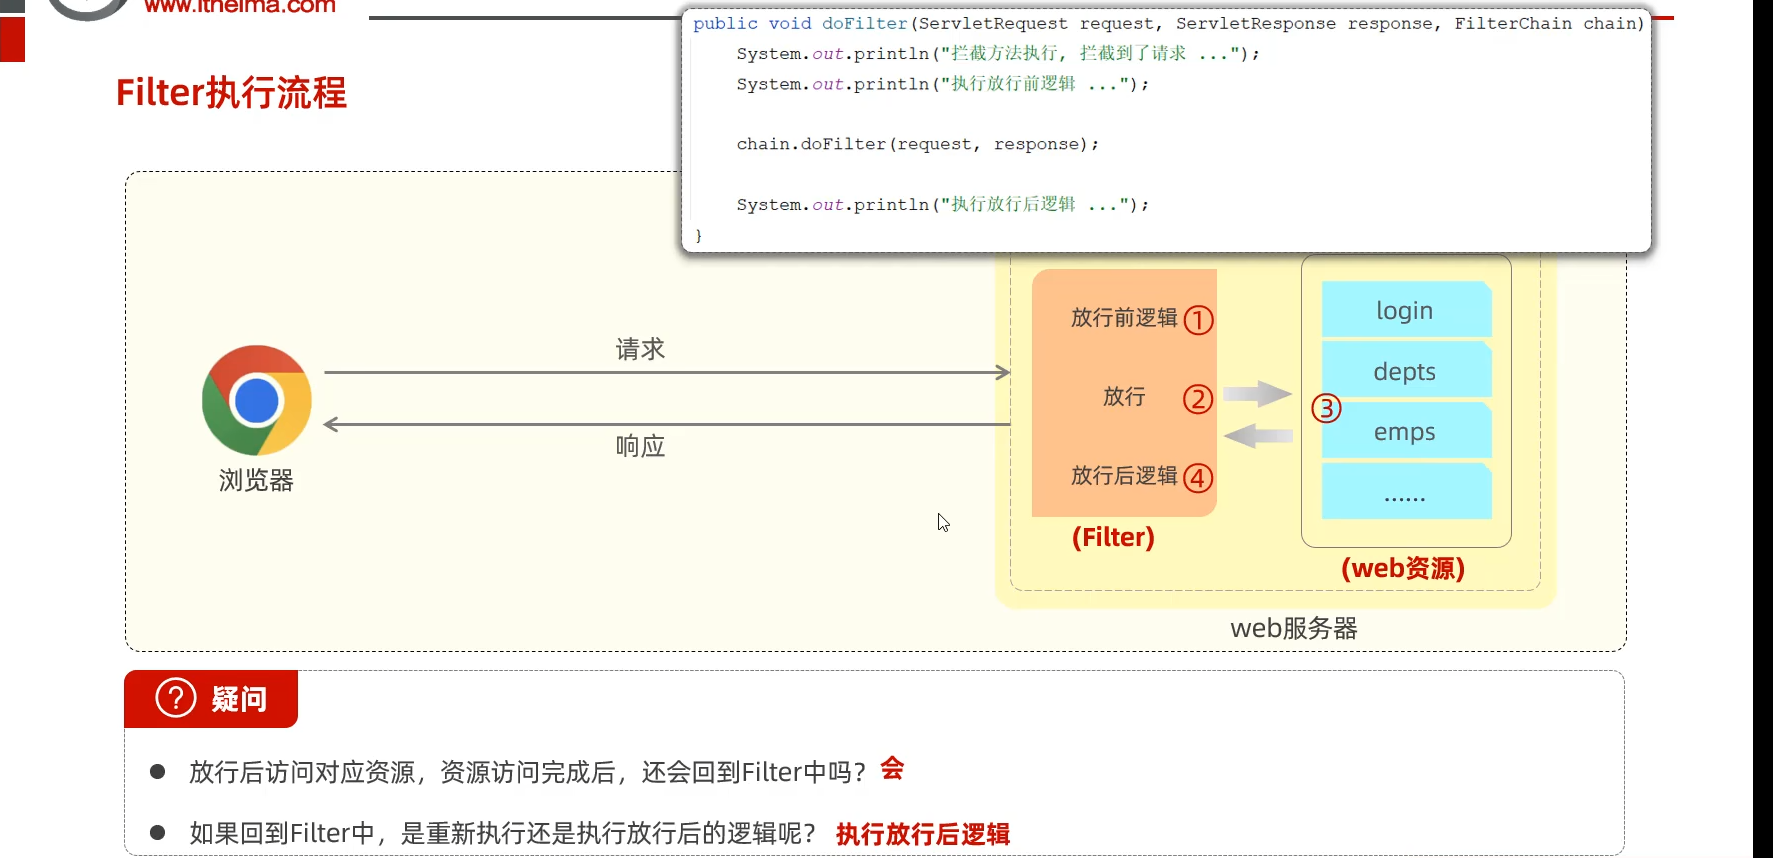 www.itheima.com
public void doFilter(ServletRequest request, ServletResponse response, FilterChain chain)
System.out.println("拦截方法执行, 拦截到了请求 ...");
System.out.println("执行放行前逻辑 ...");
chain.doFilter(request, response);
System.out.println("执行放行后逻辑 ...");
}
Filter执行流程
请求
响应
浏览器
放行前逻辑 ①
放行 ②
放行后逻辑 ④
(Filter)
③
login
depts
emps
......
(web资源)
web服务器
? 疑问
● 放行后访问对应资源，资源访问完成后，还会回到Filter中吗？ 会
● 如果回到Filter中，是重新执行还是执行放行后的逻辑呢？ 执行放行后逻辑